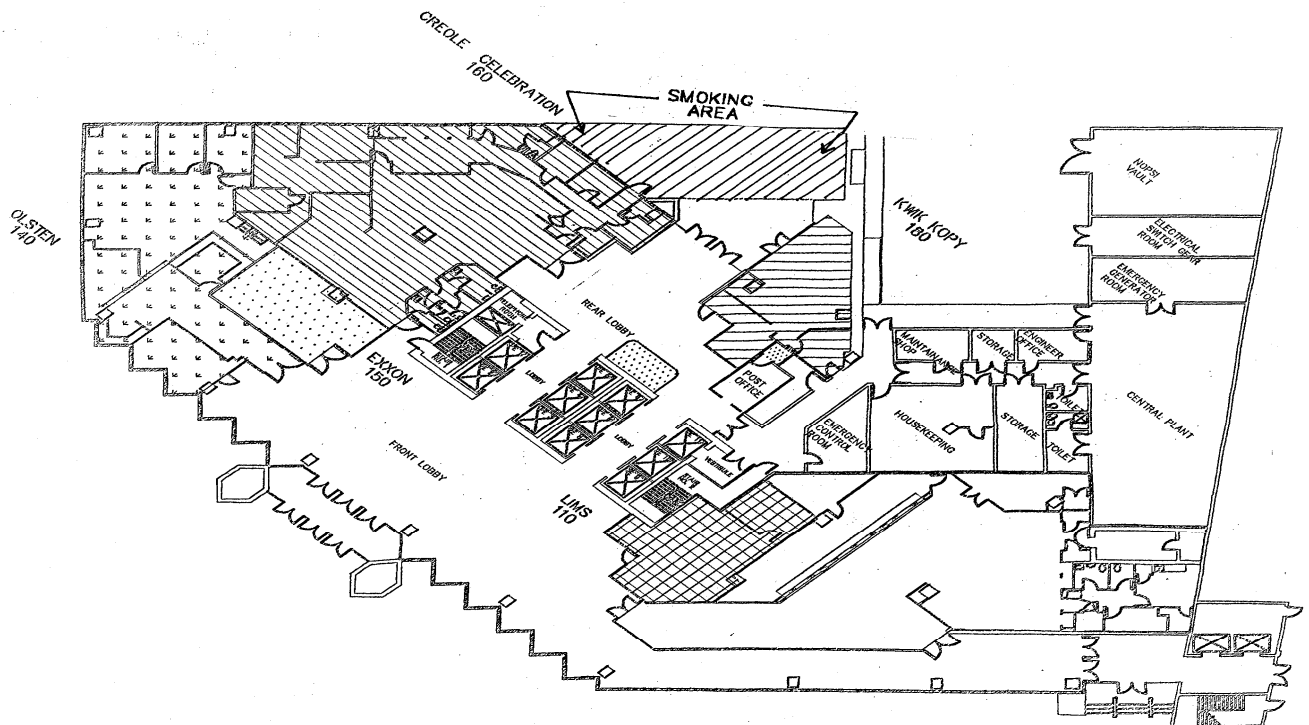 CREOLE CELEBRATION
160
SMOKING
AREA
OLSTEN
140
KWIK KOPY
180
NOPSI
VAULT
ELECTRICAL
SWITCH GEAR
ROOM
EMERGENCY
GENERATOR
ROOM
REAR LOBBY
EXXON
150
LOBBY
POST
OFFICE
MAINTAINANCE
SHOP
STORAGE
ENGINEER
OFFICE
CENTRAL PLANT
FRONT LOBBY
LOBBY
EMERGENCY
CONTROL
ROOM
HOUSEKEEPING
STORAGE
TOILET
TOILET
VESTIBULE
LIMS
110